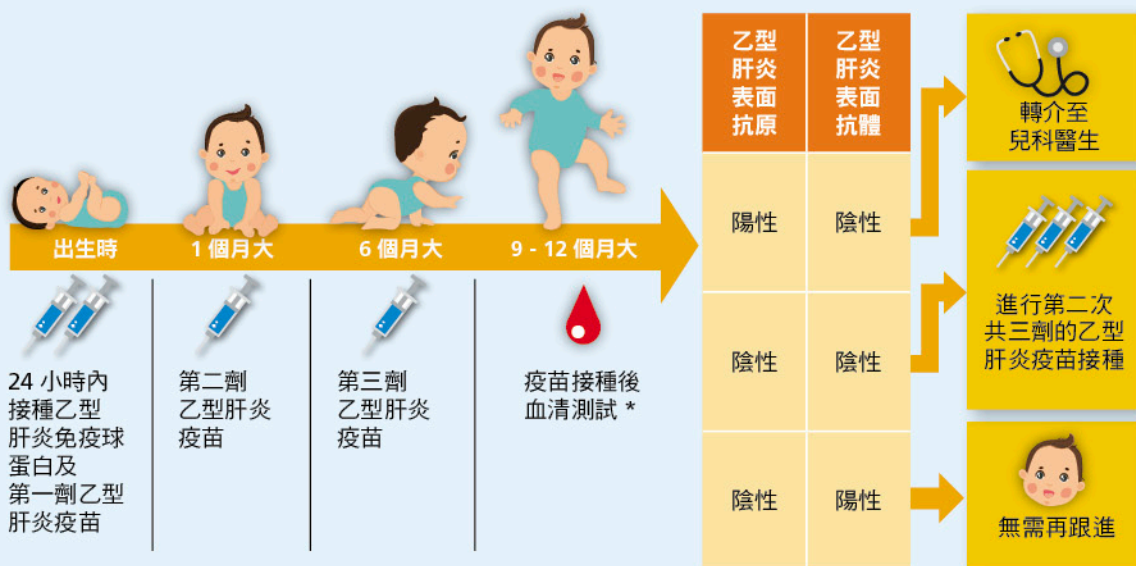 出生時
1 個月大
6 個月大
9 - 12 個月大
24 小時內
接種乙型
肝炎免疫球
蛋白及
第一劑乙型
肝炎疫苗
第二劑
乙型肝炎
疫苗
第三劑
乙型肝炎
疫苗
疫苗接種後
血清測試 *
乙型
肝炎
表面
抗原
乙型
肝炎
表面
抗體
陽性
陰性
陰性
陰性
陰性
陽性
轉介至
兒科醫生
進行第二次
共三劑的乙型
肝炎疫苗接種
無需再跟進